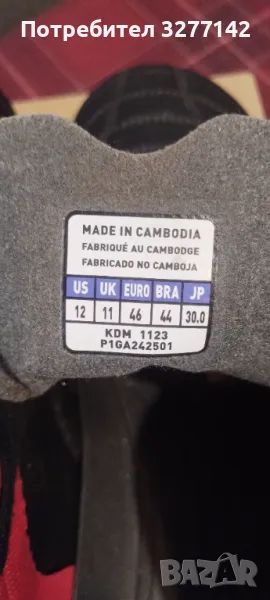 Потребител 3277142
MADE IN CAMBODIA
FABRIQUÉ AU CAMBODGE
FABRICADO NO CAMBOJA
US UK EURO BRA JP
12 11 46 44 30.0
KDM 1123
P1GA242501
BAZAR